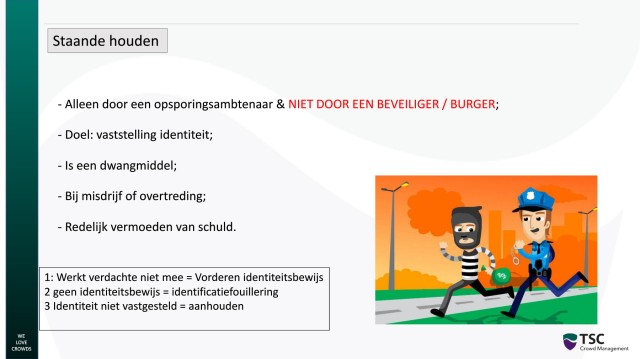 Staande houden
- Alleen door een opsporingsambtenaar & NIET DOOR EEN BEVEILIGER / BURGER;
- Doel: vaststelling identiteit;
- Is een dwangmiddel;
- Bij misdrijf of overtreding;
- Redelijk vermoeden van schuld.
1: Werkt verdachte niet mee = Vorderen identiteitsbewijs
2 geen identiteitsbewijs = identificatiefouillering
3 Identiteit niet vastgesteld = aanhouden
WE
LOVE
CROWDS
TSC
Crowd Management